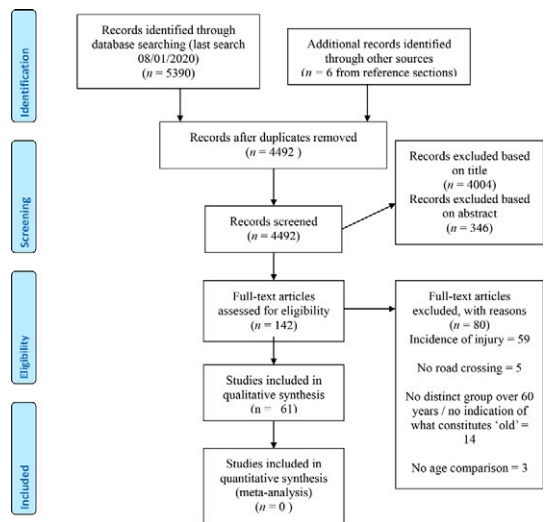 Identification
Records identified through
database searching (last search
08/01/2020)
(n = 5390)
Additional records identified
through other sources
(n = 6 from reference sections)
Records after duplicates removed
(n = 4492 )
Screening
Records excluded based
on title
(n = 4004)
Records excluded based
on abstract
(n = 346)
Records screened
(n = 4492)
Eligibility
Full-text articles
assessed for eligibility
(n = 142)
Full-text articles
excluded, with reasons
(n = 80)
Incidence of injury = 59
No road crossing = 5
No distinct group over 60
years / no indication of
what constitutes ‘old’ =
14
No age comparison = 3
Studies included in
qualitative synthesis
(n = 61)
Included
Studies included in
quantitative synthesis
(meta-analysis)
(n = 0 )